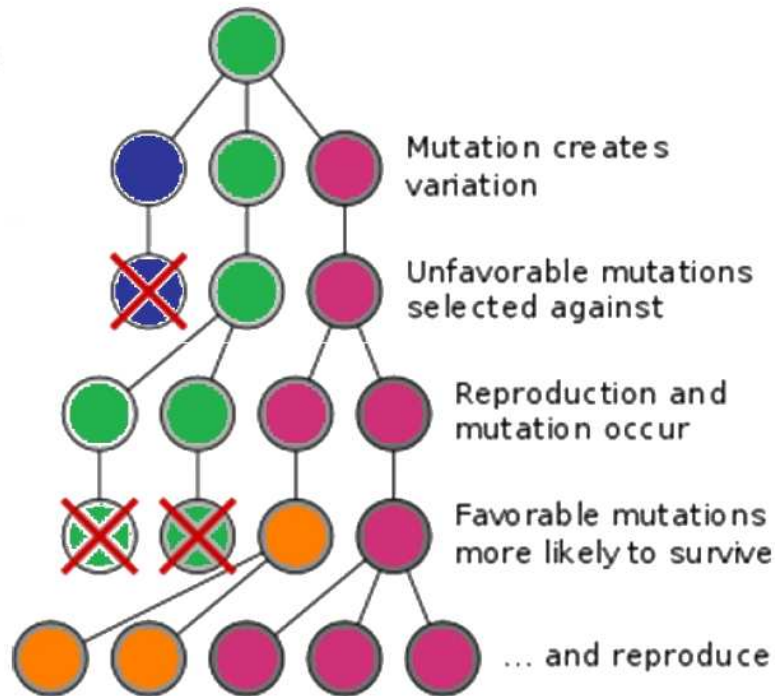 Mutation creates
variation
Unfavorable mutations
selected against
Reproduction and
mutation occur
Favorable mutations
more likely to survive
... and reproduce